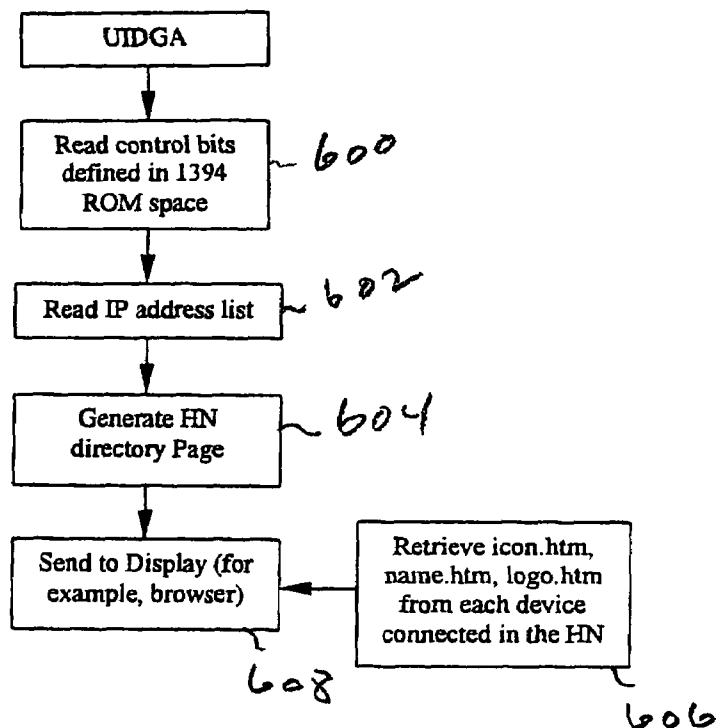 UIDGA
Read control bits
defined in 1394
ROM space
600
Read IP address list
602
Generate HN
directory Page
604
Send to Display (for
example, browser)
608
Retrieve icon.htm,
name.htm, logo.htm
from each device
connected in the HN
606